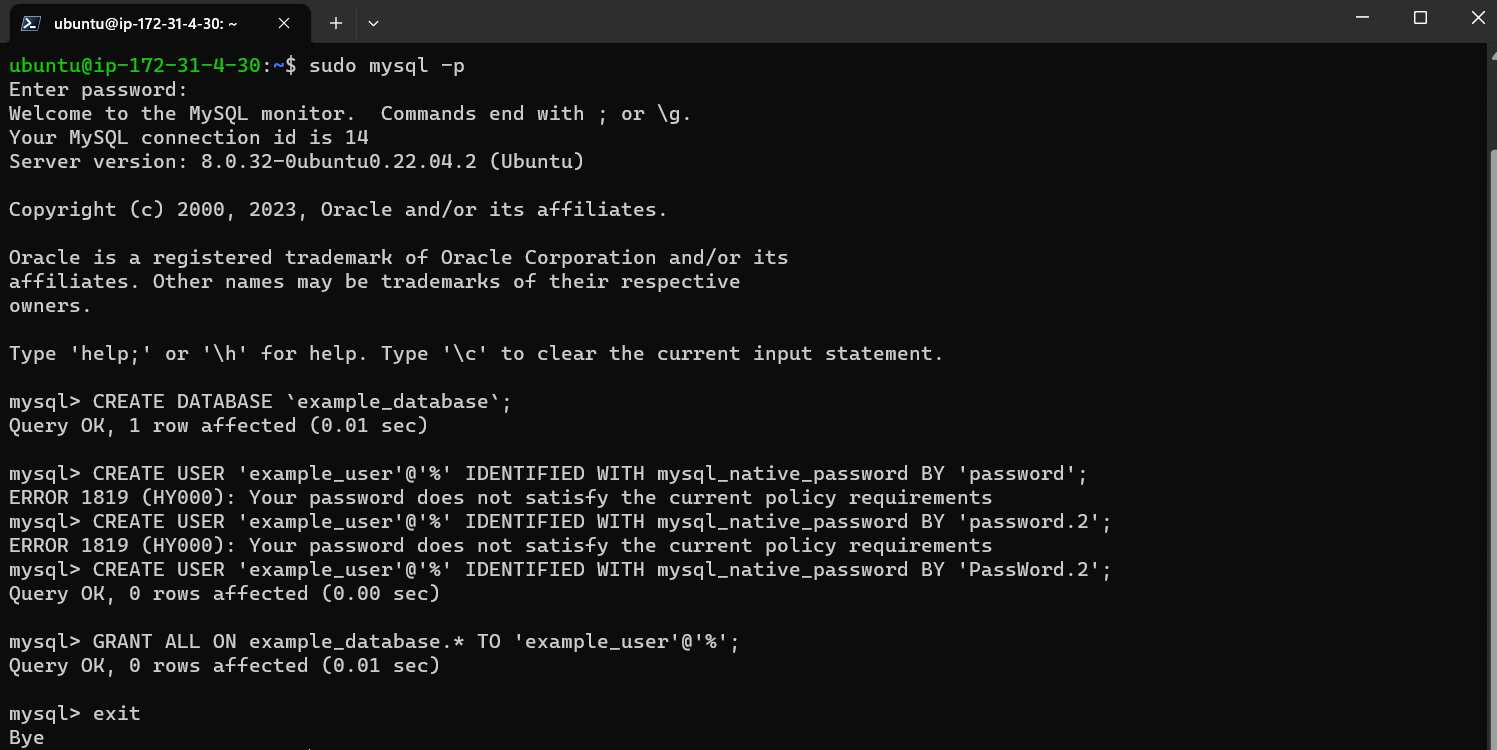 ubuntu@ip-172-31-4-30: ~
ubuntu@ip-172-31-4-30:~$ sudo mysql -p
Enter password:
Welcome to the MySQL monitor.  Commands end with ; or \g.
Your MySQL connection id is 14
Server version: 8.0.32-0ubuntu0.22.04.2 (Ubuntu)

Copyright (c) 2000, 2023, Oracle and/or its affiliates.

Oracle is a registered trademark of Oracle Corporation and/or its
affiliates. Other names may be trademarks of their respective
owners.

Type 'help;' or '\h' for help. Type '\c' to clear the current input statement.

mysql> CREATE DATABASE `example_database`;
Query OK, 1 row affected (0.01 sec)

mysql> CREATE USER 'example_user'@'%' IDENTIFIED WITH mysql_native_password BY 'password';
ERROR 1819 (HY000): Your password does not satisfy the current policy requirements
mysql> CREATE USER 'example_user'@'%' IDENTIFIED WITH mysql_native_password BY 'password.2';
ERROR 1819 (HY000): Your password does not satisfy the current policy requirements
mysql> CREATE USER 'example_user'@'%' IDENTIFIED WITH mysql_native_password BY 'PassWord.2';
Query OK, 0 rows affected (0.00 sec)

mysql> GRANT ALL ON example_database.* TO 'example_user'@'%';
Query OK, 0 rows affected (0.01 sec)

mysql> exit
Bye